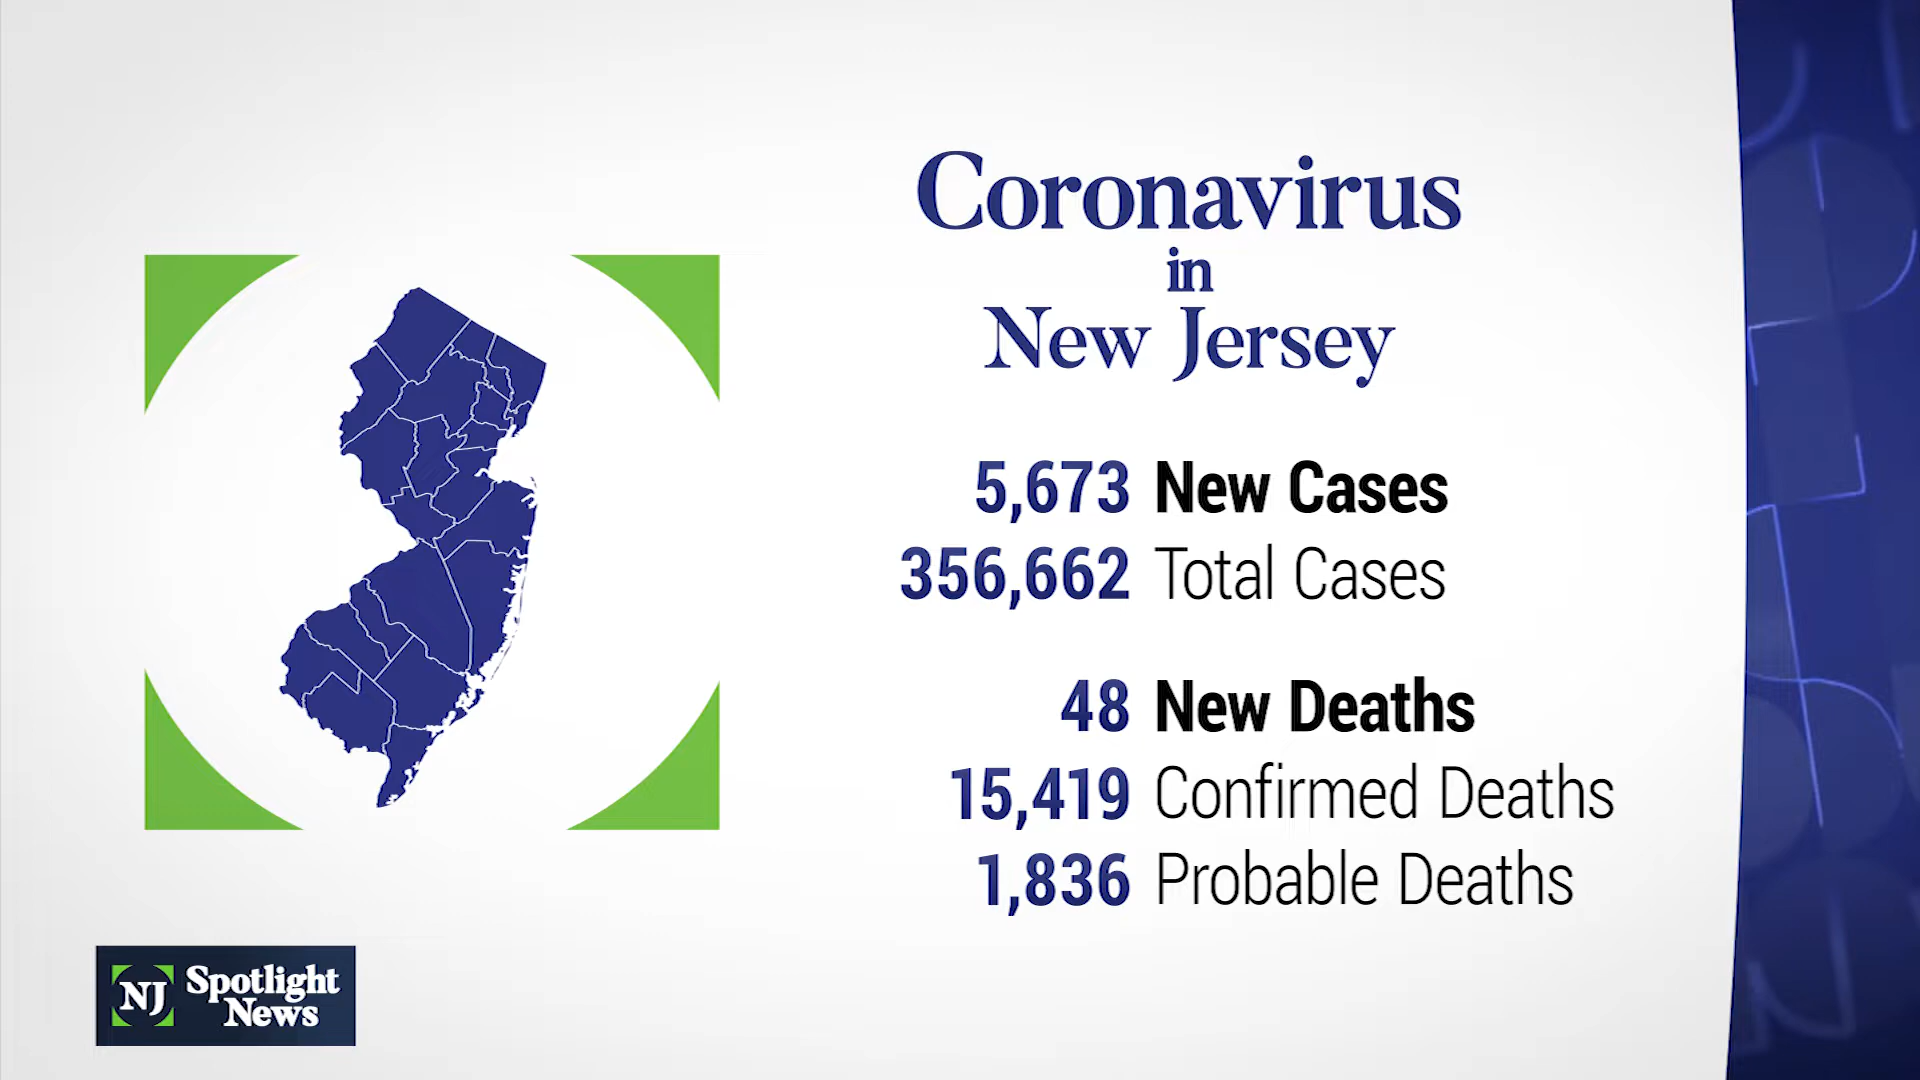 Coronavirus
in
New Jersey
5,673 New Cases
356,662 Total Cases
48 New Deaths
15,419 Confirmed Deaths
1,836 Probable Deaths
NJ Spotlight
News